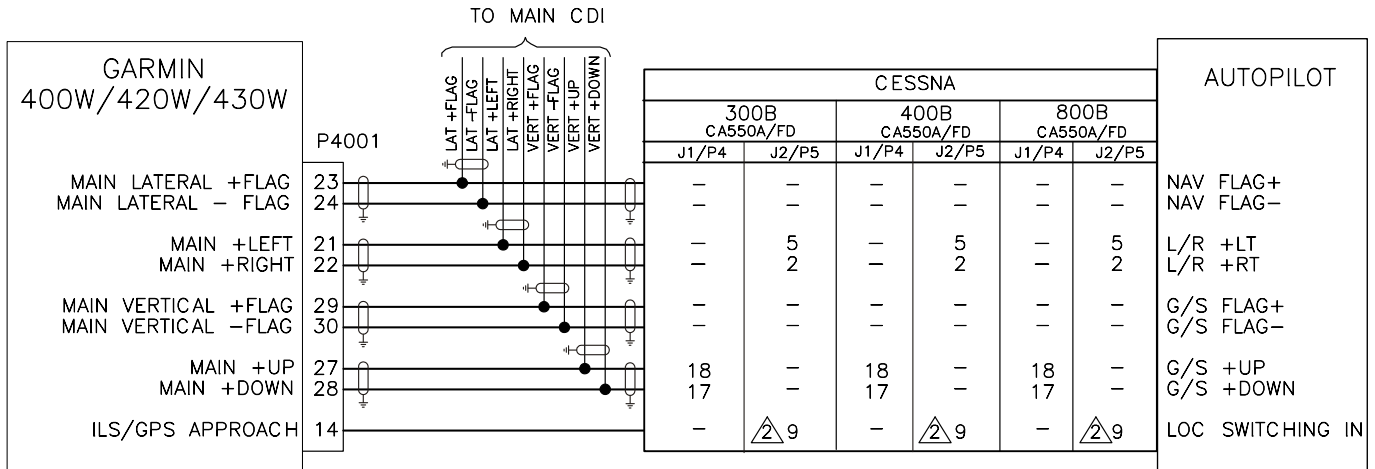 TO MAIN CDI
GARMIN
400W/420W/430W
P4001
LAT +FLAG
LAT -FLAG
LAT +LEFT
LAT +RIGHT
VERT +FLAG
VERT -FLAG
VERT +UP
VERT +DOWN
CESSNA
AUTOPILOT
300B 400B 800B
CA550A/FD CA550A/FD CA550A/FD
J1/P4 J2/P5 J1/P4 J2/P5 J1/P4 J2/P5
MAIN LATERAL +FLAG 23 – – – – – – NAV FLAG+
MAIN LATERAL – FLAG 24 – – – – – – NAV FLAG–
MAIN +LEFT 21 – 5 – 5 – 5 L/R +LT
MAIN +RIGHT 22 – 2 – 2 – 2 L/R +RT
MAIN VERTICAL +FLAG 29 – – – – – – G/S FLAG+
MAIN VERTICAL –FLAG 30 – – – – – – G/S FLAG–
MAIN +UP 27 18 – 18 – 18 – G/S +UP
MAIN +DOWN 28 17 – 17 – 17 – G/S +DOWN
ILS/GPS APPROACH 14 – 2 9 – 2 9 – 2 9 LOC SWITCHING IN